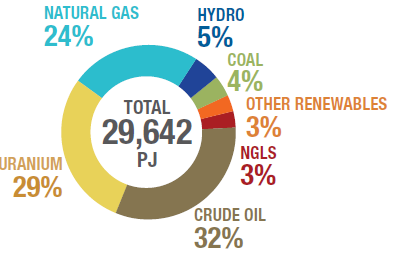 NATURAL GAS
24%
HYDRO
5%
COAL
4%
OTHER RENEWABLES
3%
NGLS
3%
CRUDE OIL
32%
URANIUM
29%
TOTAL
29,642
PJ